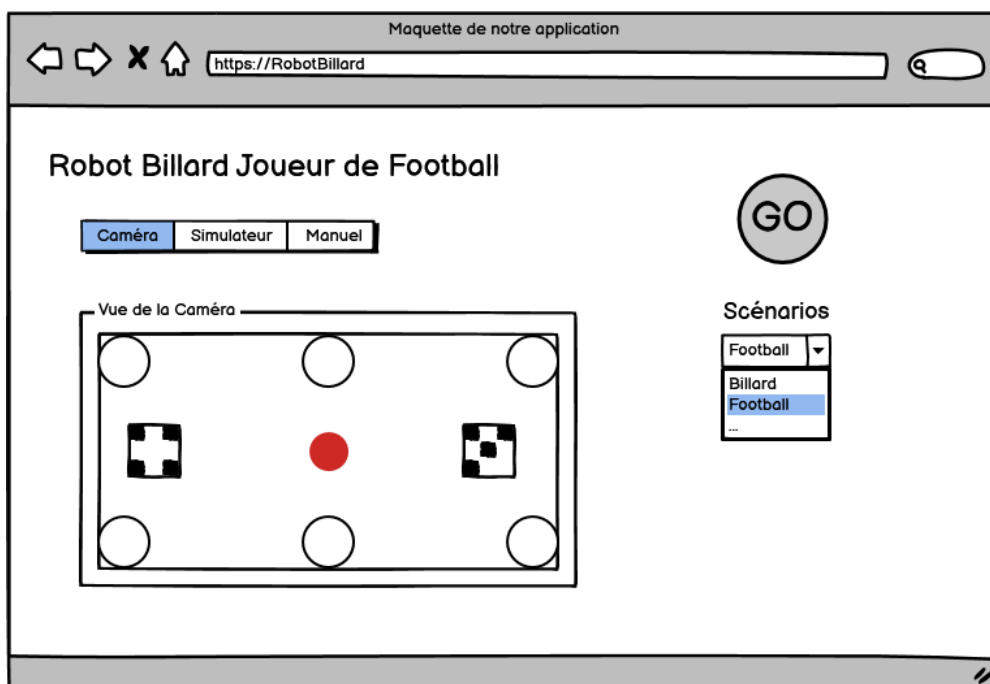 Maquette de notre application
https://RobotBillard
Robot Billard Joueur de Football
GO
Caméra Simulateur Manuel
Vue de la Caméra
Scénarios
Football
Billard
Football
...